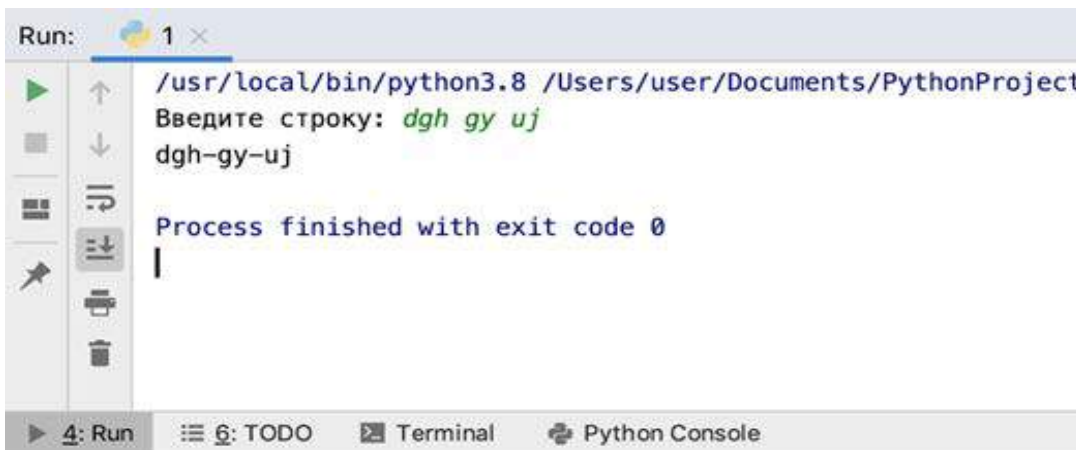 Run: 1
/usr/local/bin/python3.8 /Users/user/Documents/PythonProject
Введите строку: dgh gy uj
dgh-gy-uj
Process finished with exit code 0
4: Run 6: TODO Terminal Python Console